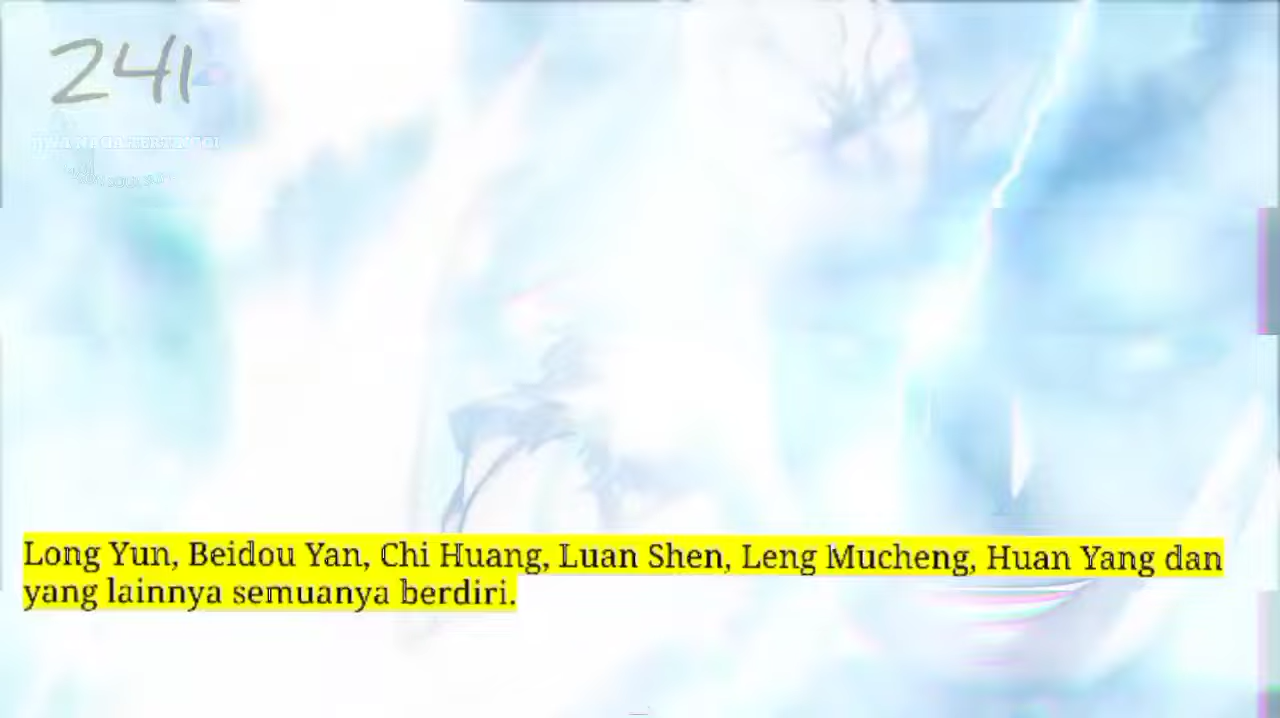 241
Long Yun, Beidou Yan, Chi Huang, Luan Shen, Leng Mucheng, Huan Yang dan
yang lainnya semuanya berdiri.